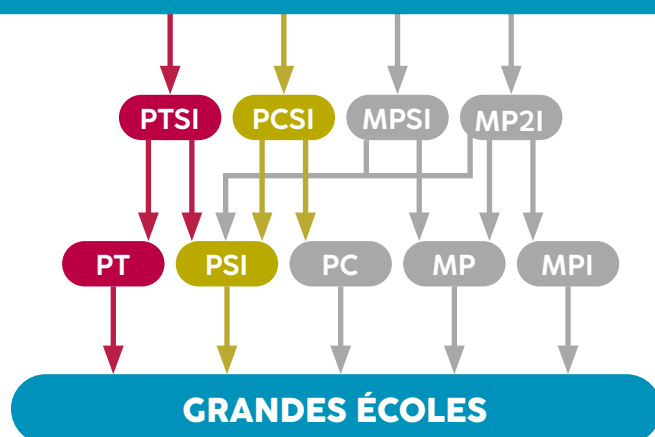 PTSI PCSI MPSI MP2I
PT PSI PC MP MPI
GRANDES ÉCOLES